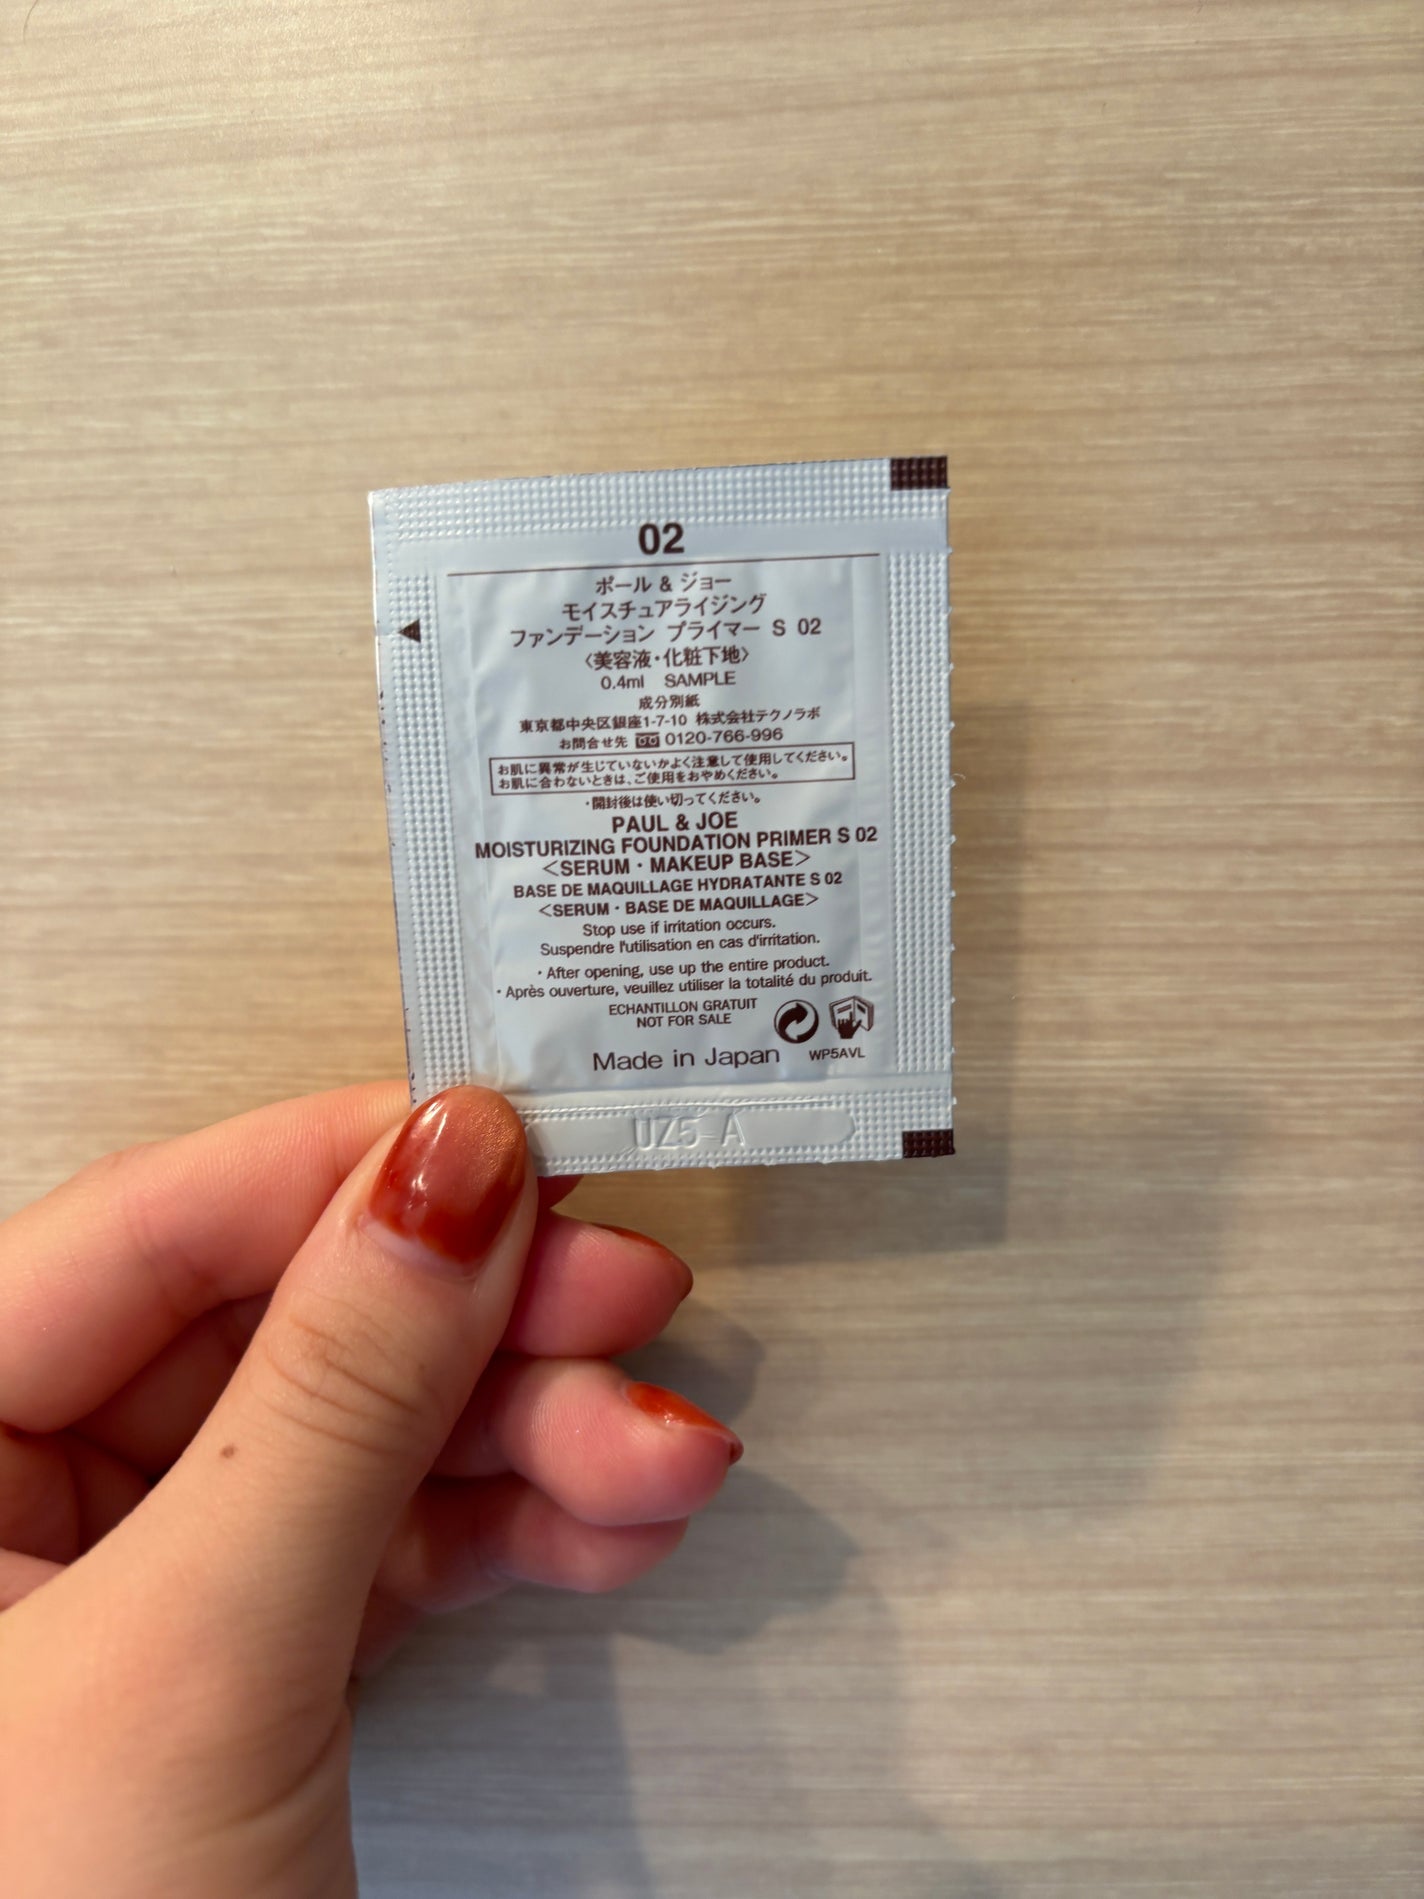 02
ポール & ジョー
モイスチュアライジング
ファンデーション プライマー S 02
〈美容液・化粧下地〉
0.4ml SAMPLE
成分別紙
東京都中央区銀座1-7-10 株式会社テクノラボ
お問合せ先 0120-766-996
お肌に異常が生じていないかよく注意して使用してください。
お肌に合わないときは、ご使用をおやめください。
・開封後は使い切ってください。
PAUL & JOE
MOISTURIZING FOUNDATION PRIMER S 02
<SERUM・MAKEUP BASE>
BASE DE MAQUILLAGE HYDRATANTE S 02
<SERUM・BASE DE MAQUILLAGE>
Stop use if irritation occurs.
Suspendre l'utilisation en cas d'irritation.
・After opening, use up the entire product.
・Après ouverture, veuillez utiliser la totalité du produit.
ECHANTILLON GRATUIT
NOT FOR SALE
Made in Japan
WP5AVL
UZ5-A